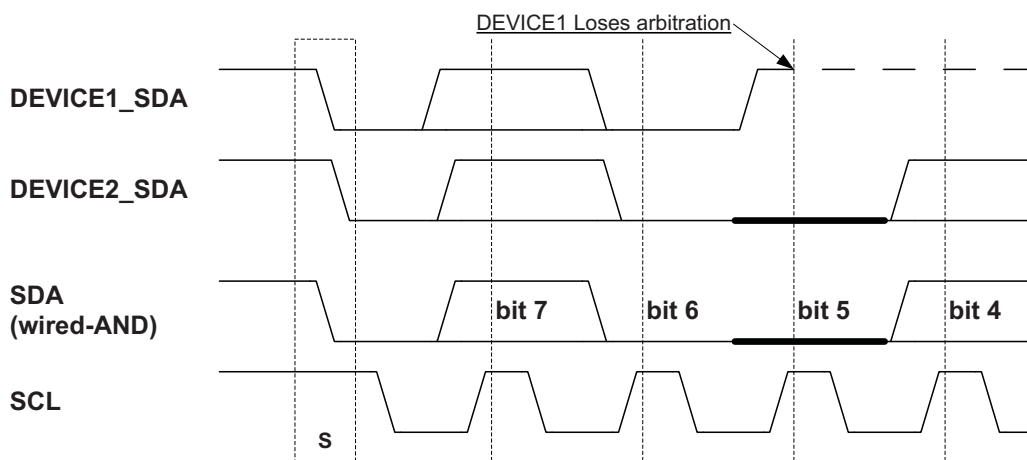 DEVICE1 Loses arbitration
DEVICE1_SDA
DEVICE2_SDA
SDA
(wired-AND)
bit 7 bit 6 bit 5 bit 4
SCL
S